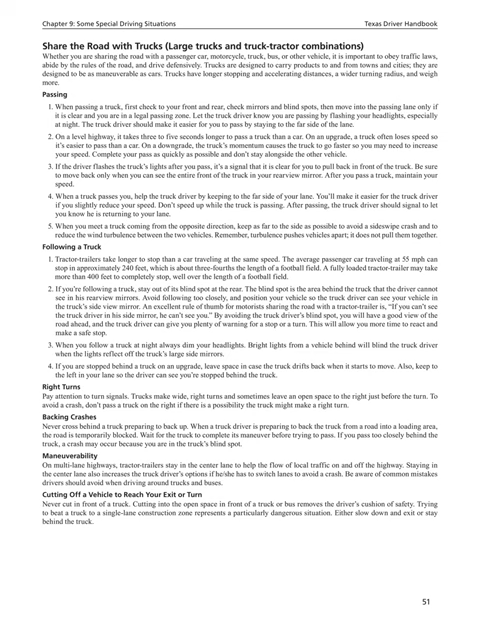 Chapter 9: Some Special Driving Situations
Texas Driver Handbook
Share the Road with Trucks (Large trucks and truck-tractor combinations)
Whether you are sharing the road with a passenger car, motorcycle, truck, bus, or other vehicle, it is important to obey traffic laws,
abide by the rules of the road, and drive defensively. Trucks are designed to carry products to and from towns and cities; they are
designed to be as maneuverable as cars. Trucks have longer stopping and accelerating distances, a wider turning radius, and weigh
more.
Passing
1. When passing a truck, first check to your front and rear, check mirrors and blind spots, then move into the passing lane only if
it is clear and you are in a legal passing zone. Let the truck driver know you are passing by flashing your headlights, especially
at night. The truck driver should make it easier for you to pass by staying to the far side of the lane.
2. On a level highway, it takes three to five seconds longer to pass a truck than a car. On an upgrade, a truck often loses speed so
it's easier to pass than a car. On a downgrade, the truck's momentum causes the truck to go faster so you may need to increase
your speed. Complete your pass as quickly as possible and don't stay alongside the other vehicle.
3. If the driver flashes the truck's lights after you pass, it's a signal that it is clear for you to pull back in front of the truck. Be sure
to move back only when you can see the entire front of the truck in your rearview mirror. After you pass a truck, maintain your
speed.
4. When a truck passes you, help the truck driver by keeping to the far side of your lane. You'll make it easier for the truck driver
if you slightly reduce your speed. Don't speed up while the truck is passing. After passing, the truck driver should signal to let
you know he is returning to your lane.
5. When you meet a truck coming from the opposite direction, keep as far to the side as possible to avoid a sideswipe crash and to
reduce the wind turbulence between the two vehicles. Remember, turbulence pushes vehicles apart; it does not pull them together.
Following a Truck
1. Tractor-trailers take longer to stop than a car traveling at the same speed. The average passenger car traveling at 55 mph can
stop in approximately 240 feet, which is about three-fourths the length of a football field. A fully loaded tractor-trailer may take
more than 400 feet to completely stop, well over the length of a football field.
2. If you're following a truck, stay out of its blind spot at the rear. The blind spot is the area behind the truck that the driver cannot
see in his rearview mirrors. Avoid following too closely, and position your vehicle so the truck driver can see your vehicle in
the truck's side view mirror. An excellent rule of thumb for motorists sharing the road with a tractor-trailer is, "If you can't see
the truck driver in his side mirror, he can't see you." By avoiding the truck driver's blind spot, you will have a good view of the
road ahead, and the truck driver can give you plenty of warning for a stop or a turn. This will allow you more time to react and
make a safe stop.
3. When you follow a truck at night always dim your headlights. Bright lights from a vehicle behind will blind the truck driver
when the lights reflect off the truck's large side mirrors.
4. If you are stopped behind a truck on an upgrade, leave space in case the truck drifts back when it starts to move. Also, keep to
the left in your lane so the driver can see you're stopped behind the truck.
Right Turns
Pay attention to turn signals. Trucks make wide, right turns and sometimes leave an open space to the right just before the turn. To
avoid a crash, don't pass a truck on the right if there is a possibility the truck might make a right turn.
Backing Crashes
Never cross behind a truck preparing to back up. When a truck driver is preparing to back the truck from a road into a loading area,
the road is temporarily blocked. Wait for the truck to complete its maneuver before trying to pass. If you pass too closely behind the
truck, a crash may occur because you are in the truck's blind spot.
Maneuverability
On multi-lane highways, tractor-trailers stay in the center lane to help the flow of local traffic on and off the highway. Staying in
the center lane also increases the truck driver's options if he/she has to switch lanes to avoid a crash. Be aware of common mistakes
drivers should avoid when driving around trucks and buses.
Cutting Off a Vehicle to Reach Your Exit or Turn
Never cut in front of a truck. Cutting into the open space in front of a truck or bus removes the driver's cushion of safety. Trying
to beat a truck to a single-lane construction zone represents a particularly dangerous situation. Either slow down and exit or stay
behind the truck.
51